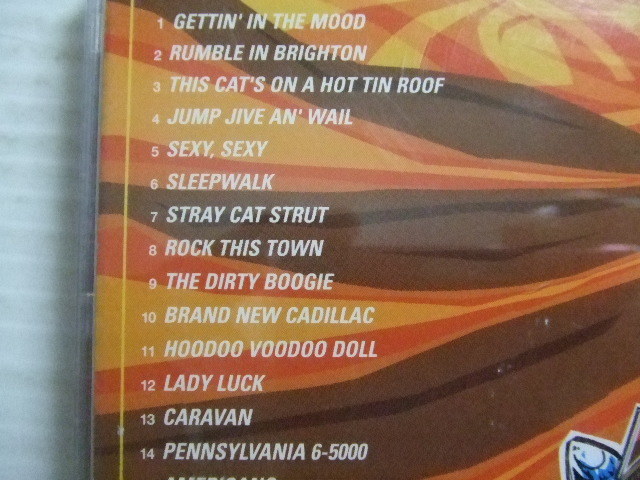 1 GETTIN' IN THE MOOD
2 RUMBLE IN BRIGHTON
3 THIS CAT'S ON A HOT TIN ROOF
4 JUMP JIVE AN' WAIL
5 SEXY, SEXY
6 SLEEPWALK
7 STRAY CAT STRUT
8 ROCK THIS TOWN
9 THE DIRTY BOOGIE
10 BRAND NEW CADILLAC
11 HOODOO VOODOO DOLL
12 LADY LUCK
13 CARAVAN
14 PENNSYLVANIA 6-5000